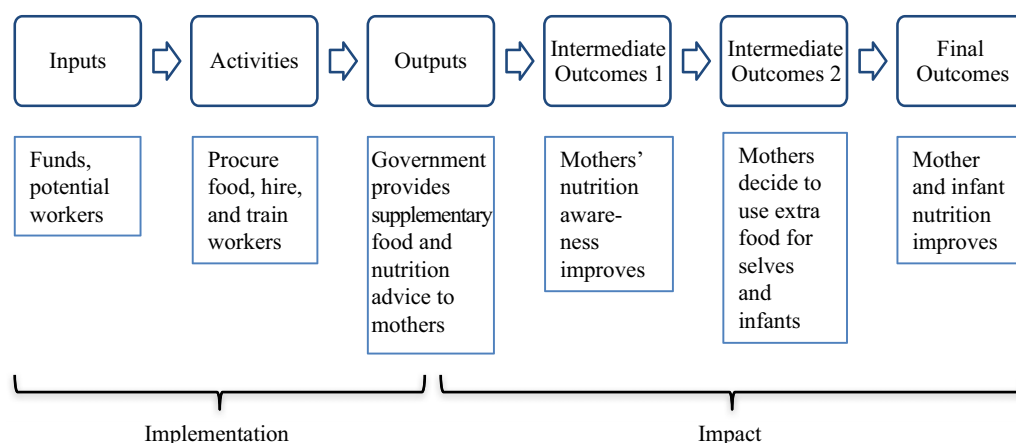 Inputs
Activities
Outputs
Intermediate
Outcomes 1
Intermediate
Outcomes 2
Final
Outcomes
Funds,
potential
workers
Procure
food, hire,
and train
workers
Government
provides
supplementary
food and
nutrition
advice to
mothers
Mothers’
nutrition
aware-
ness
improves
Mothers
decide to
use extra
food for
selves
and
infants
Mother
and infant
nutrition
improves
Implementation
Impact